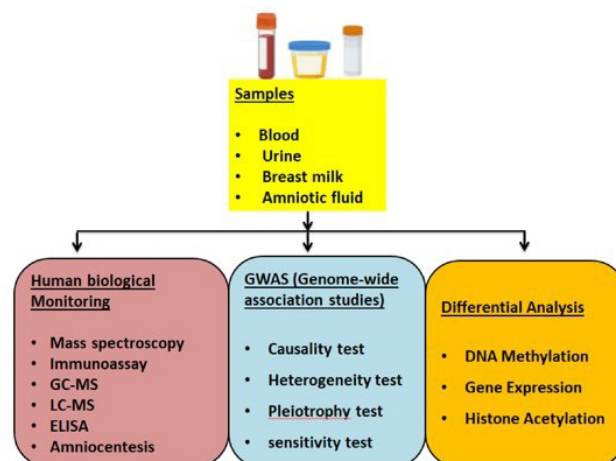 Samples
• Blood
• Urine
• Breast milk
• Amniotic fluid
Human biological
Monitoring
• Mass spectroscopy
• Immunoassay
• GC-MS
• LC-MS
• ELISA
• Amniocentesis
GWAS (Genome-wide
association studies)
• Causality test
• Heterogeneity test
• Pleiotrophy test
• sensitivity test
Differential Analysis
• DNA Methylation
• Gene Expression
• Histone Acetylation